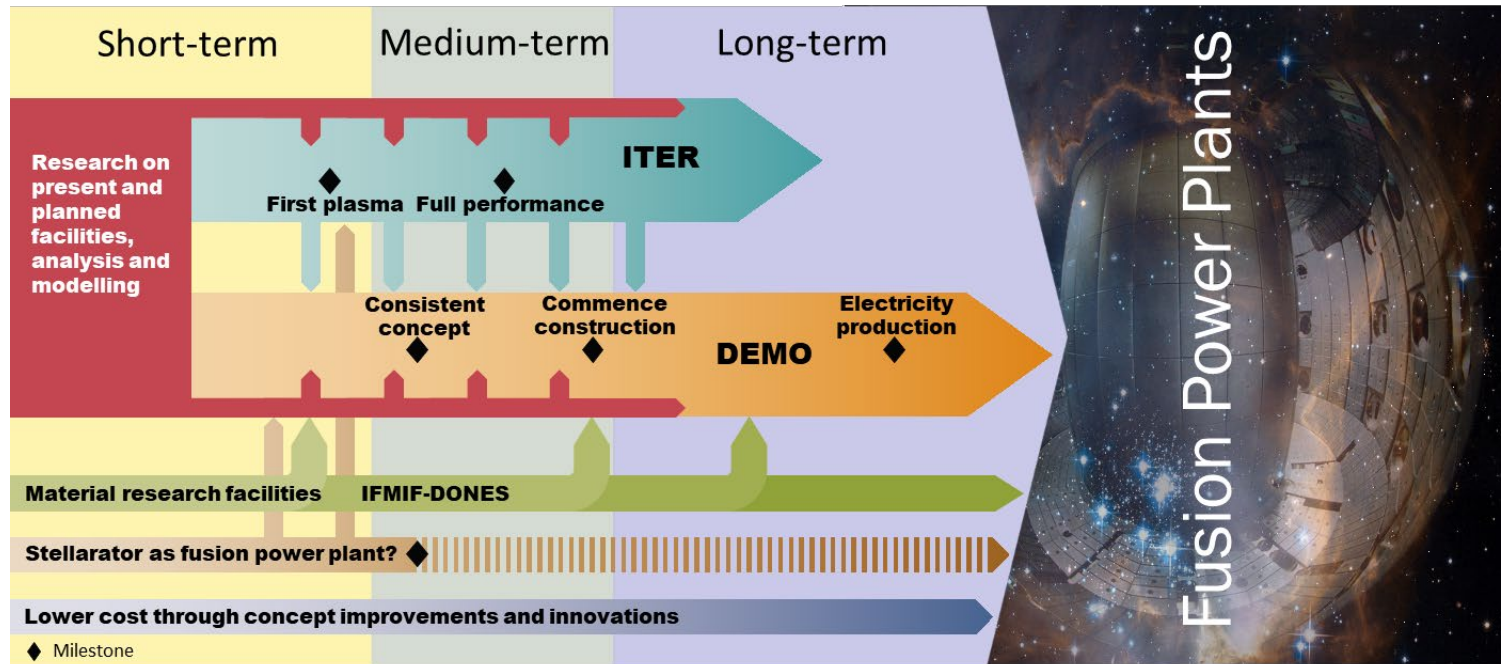 Short-term
Medium-term
Long-term
Research on
present and
planned
facilities,
analysis and
modelling
ITER
First plasma
Full performance
Consistent
concept
Commence
construction
Electricity
production
DEMO
Material research facilities
IFMIF-DONES
Stellarator as fusion power plant?
Lower cost through concept improvements and innovations
Milestone
Fusion Power Plants